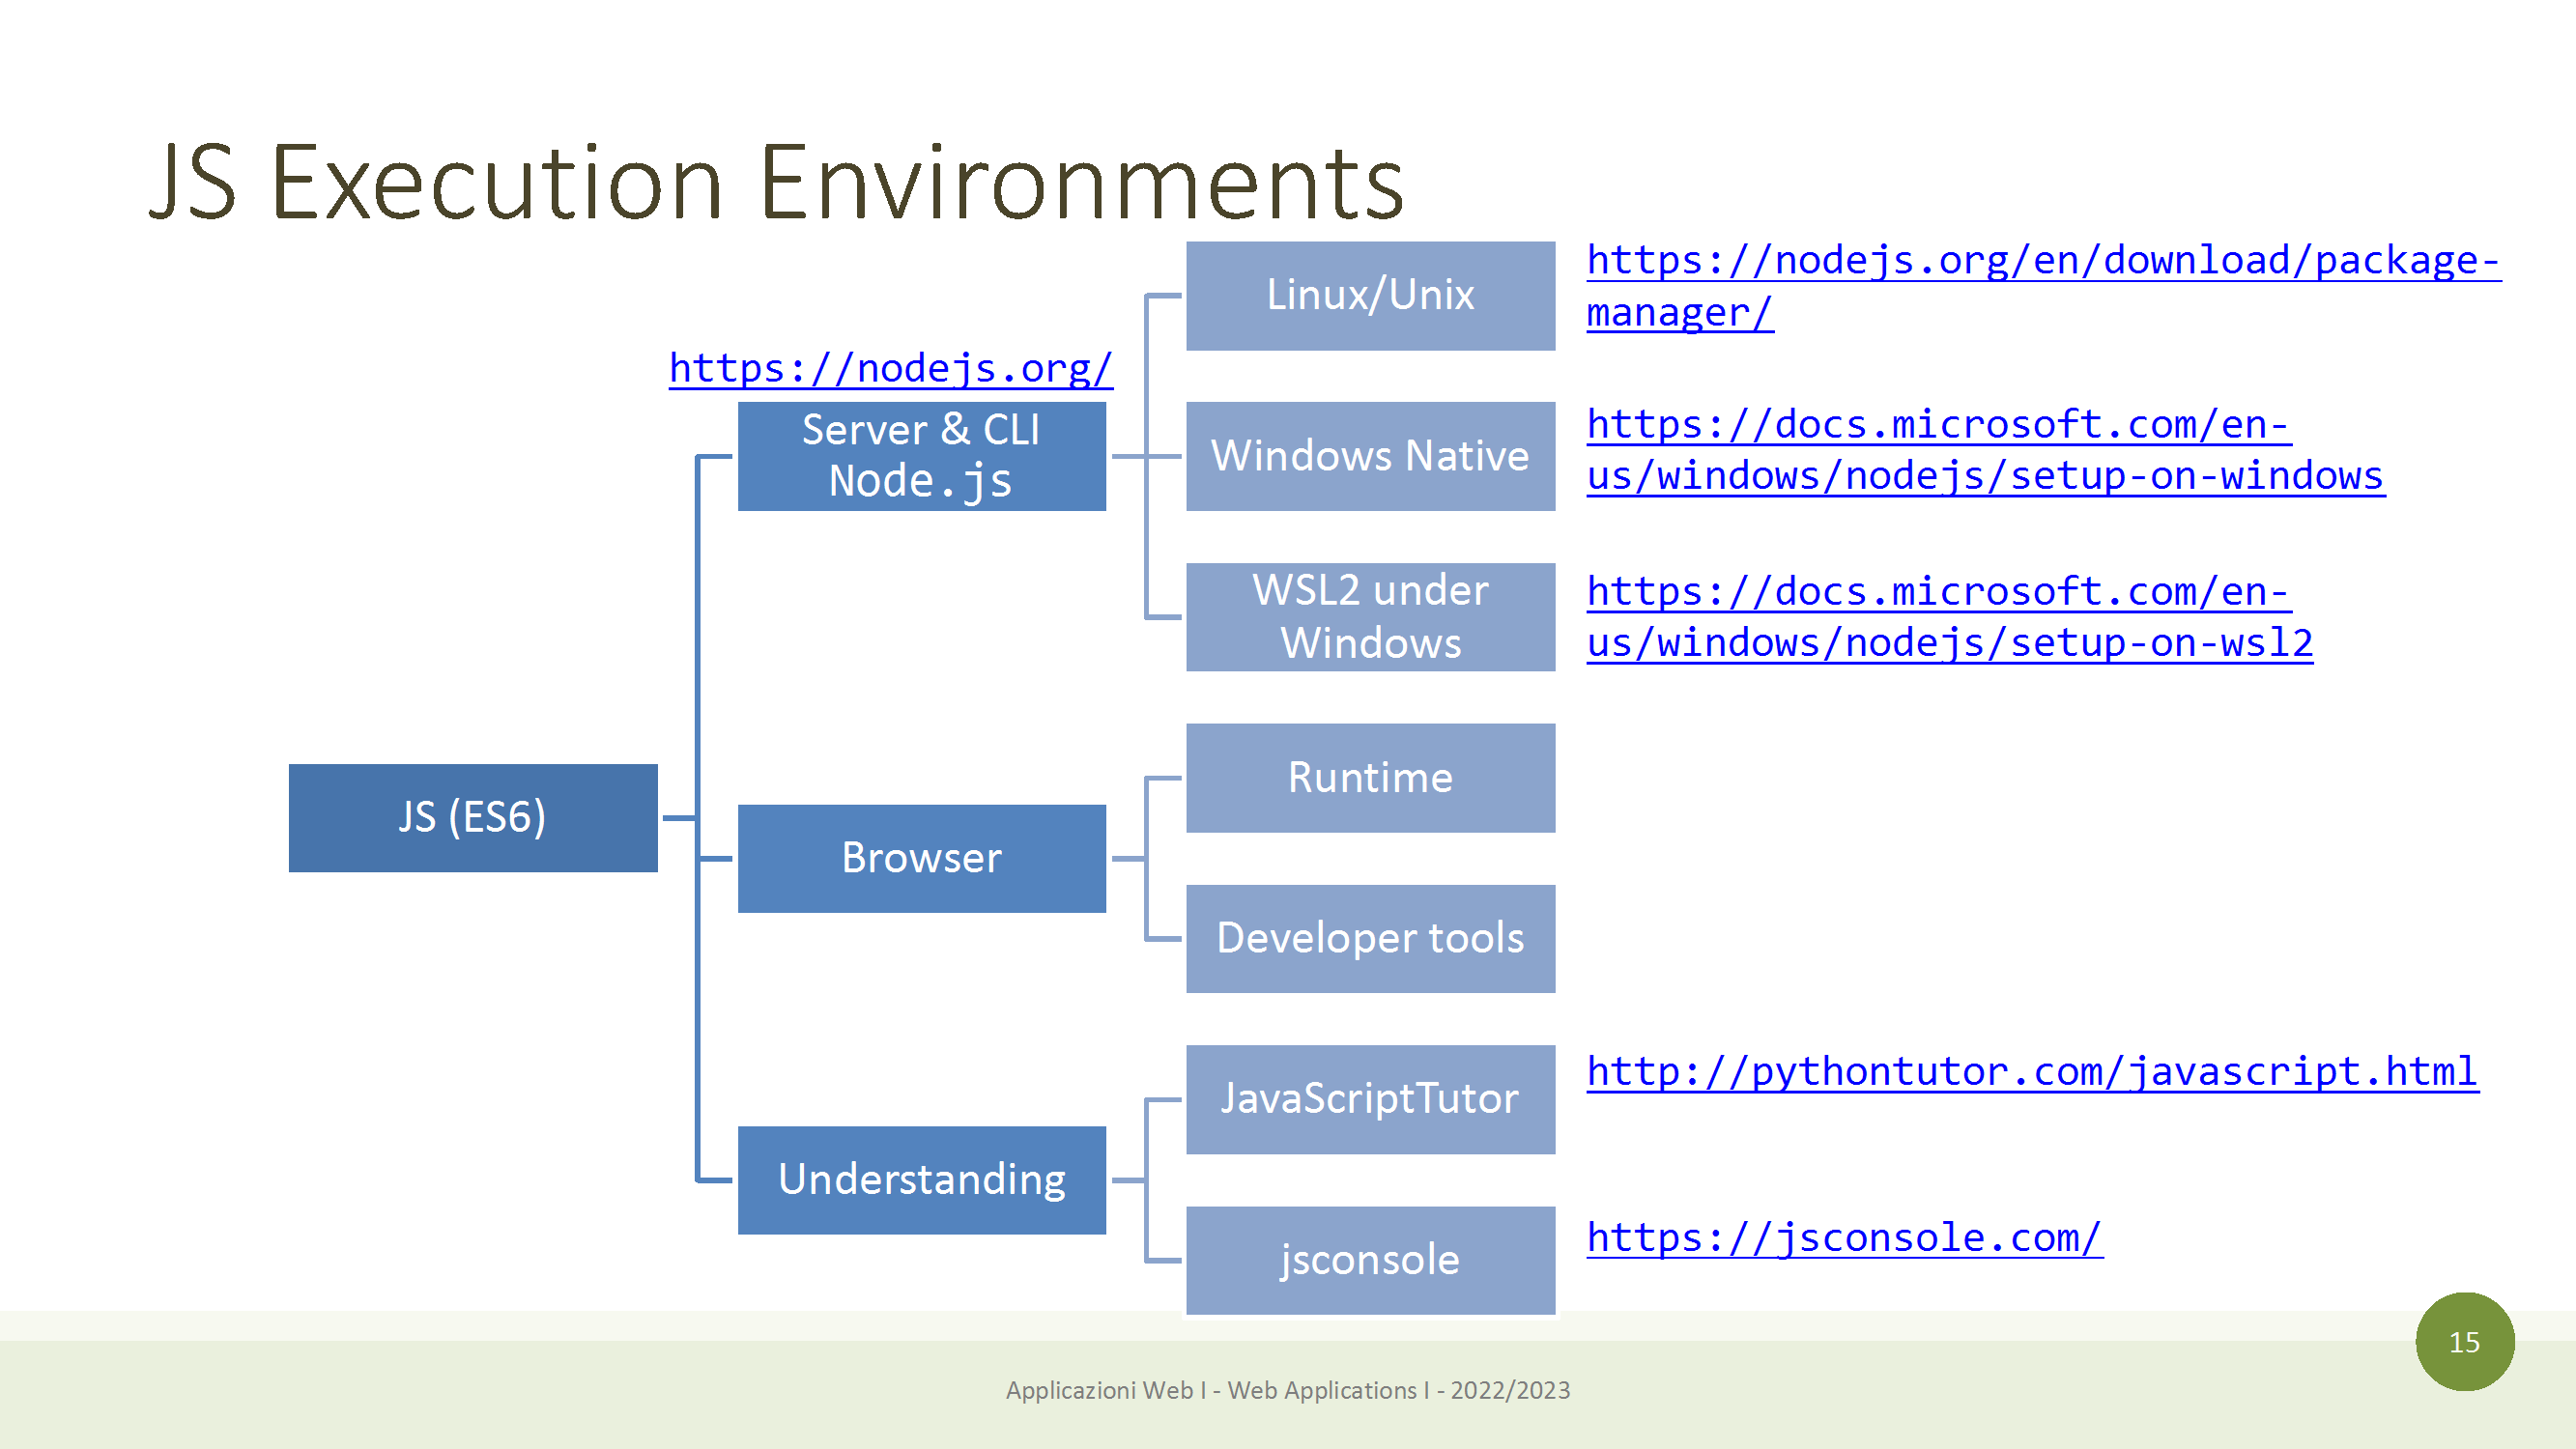 JS Execution Environments
Linux/Unix
https://nodejs.org/en/download/package-
manager/
https://nodejs.org/
Server & CLI
Node.js
Windows Native
https://docs.microsoft.com/en-
us/windows/nodejs/setup-on-windows
WSL2 under
Windows
https://docs.microsoft.com/en-
us/windows/nodejs/setup-on-wsl2
JS (ES6)
Browser
Runtime
Developer tools
Understanding
JavaScriptTutor
http://pythontutor.com/javascript.html
jsconsole
https://jsconsole.com/
15
Applicazioni Web I - Web Applications I - 2022/2023